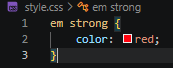 style.css > em strong
1 em strong {
2 color: red;
3 }